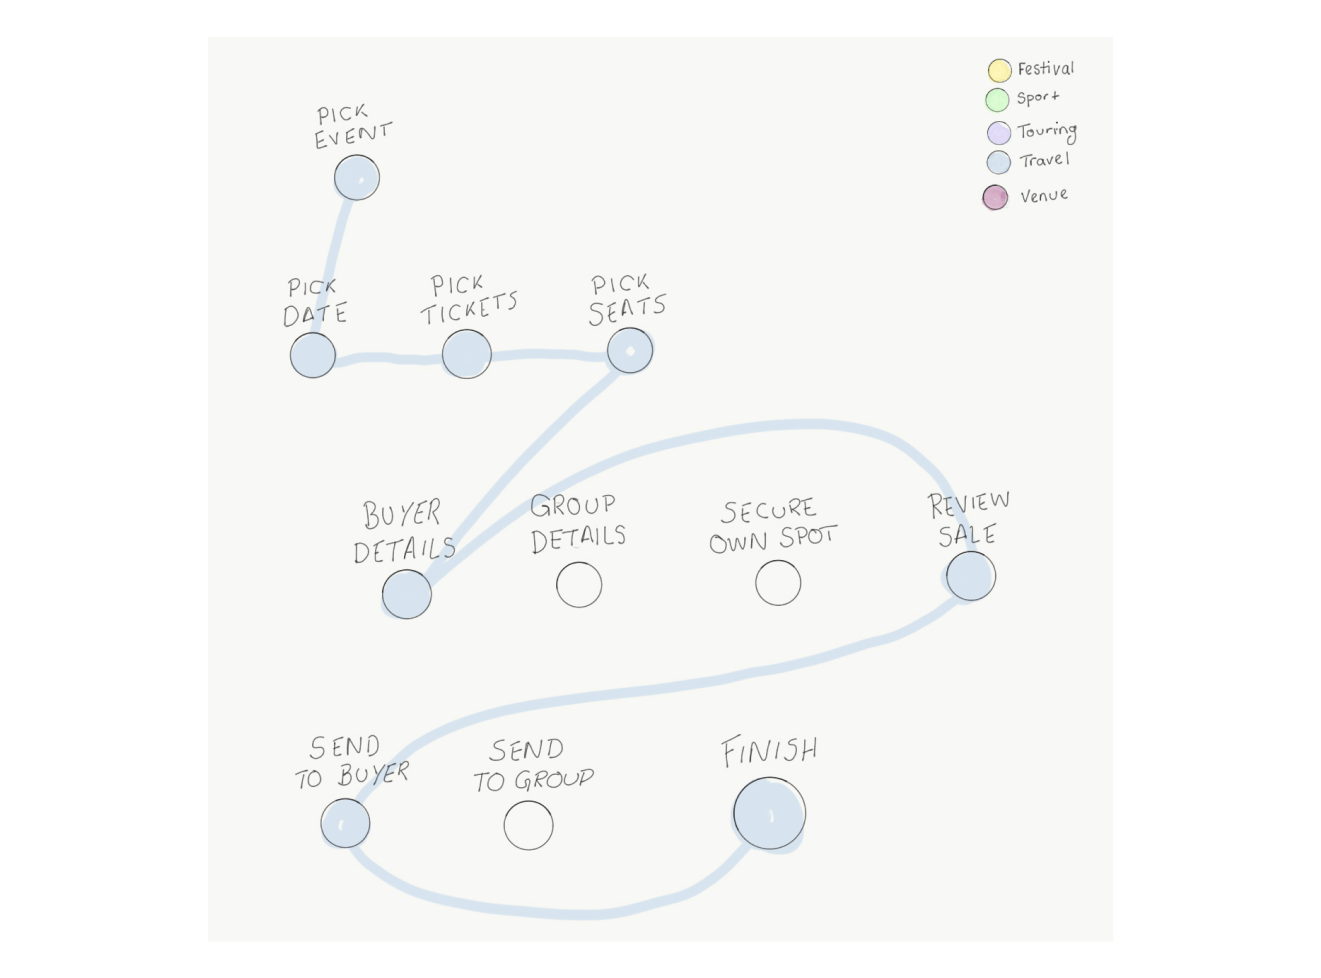 Festival
Sport
Touring
Travel
Venue
PICK
EVENT
PICK
DATE
PICK
TICKETS
PICK
SEATS
BUYER
DETAILS
GROUP
DETAILS
SECURE
OWN SPOT
REVIEW
SALE
SEND
TO BUYER
SEND
TO GROUP
FINISH